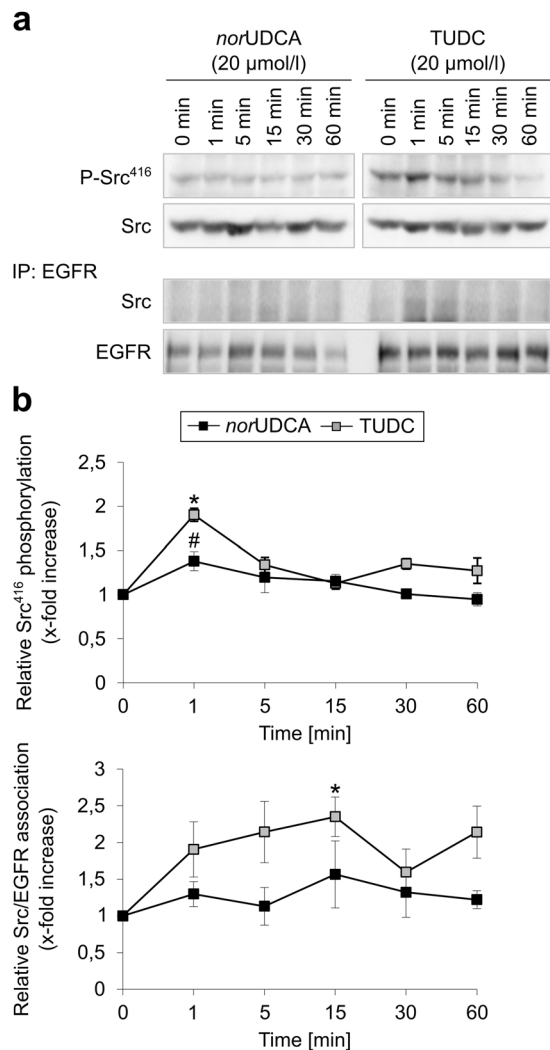 a
norUDCA TUDC
(20 µmol/l) (20 µmol/l)
0 min 1 min 5 min 15 min 30 min 60 min 0 min 1 min 5 min 15 min 30 min 60 min
P-Src416
Src
IP: EGFR
Src
EGFR
b
norUDCA TUDC
Relative Src416 phosphorylation
(x-fold increase)
2,5
2
1,5
1
0,5
0
*
#
0 1 5 15 30 60
Time [min]
Relative Src/EGFR association
(x-fold increase)
3
2,5
2
1,5
1
0,5
0
*
0 1 5 15 30 60
Time [min]